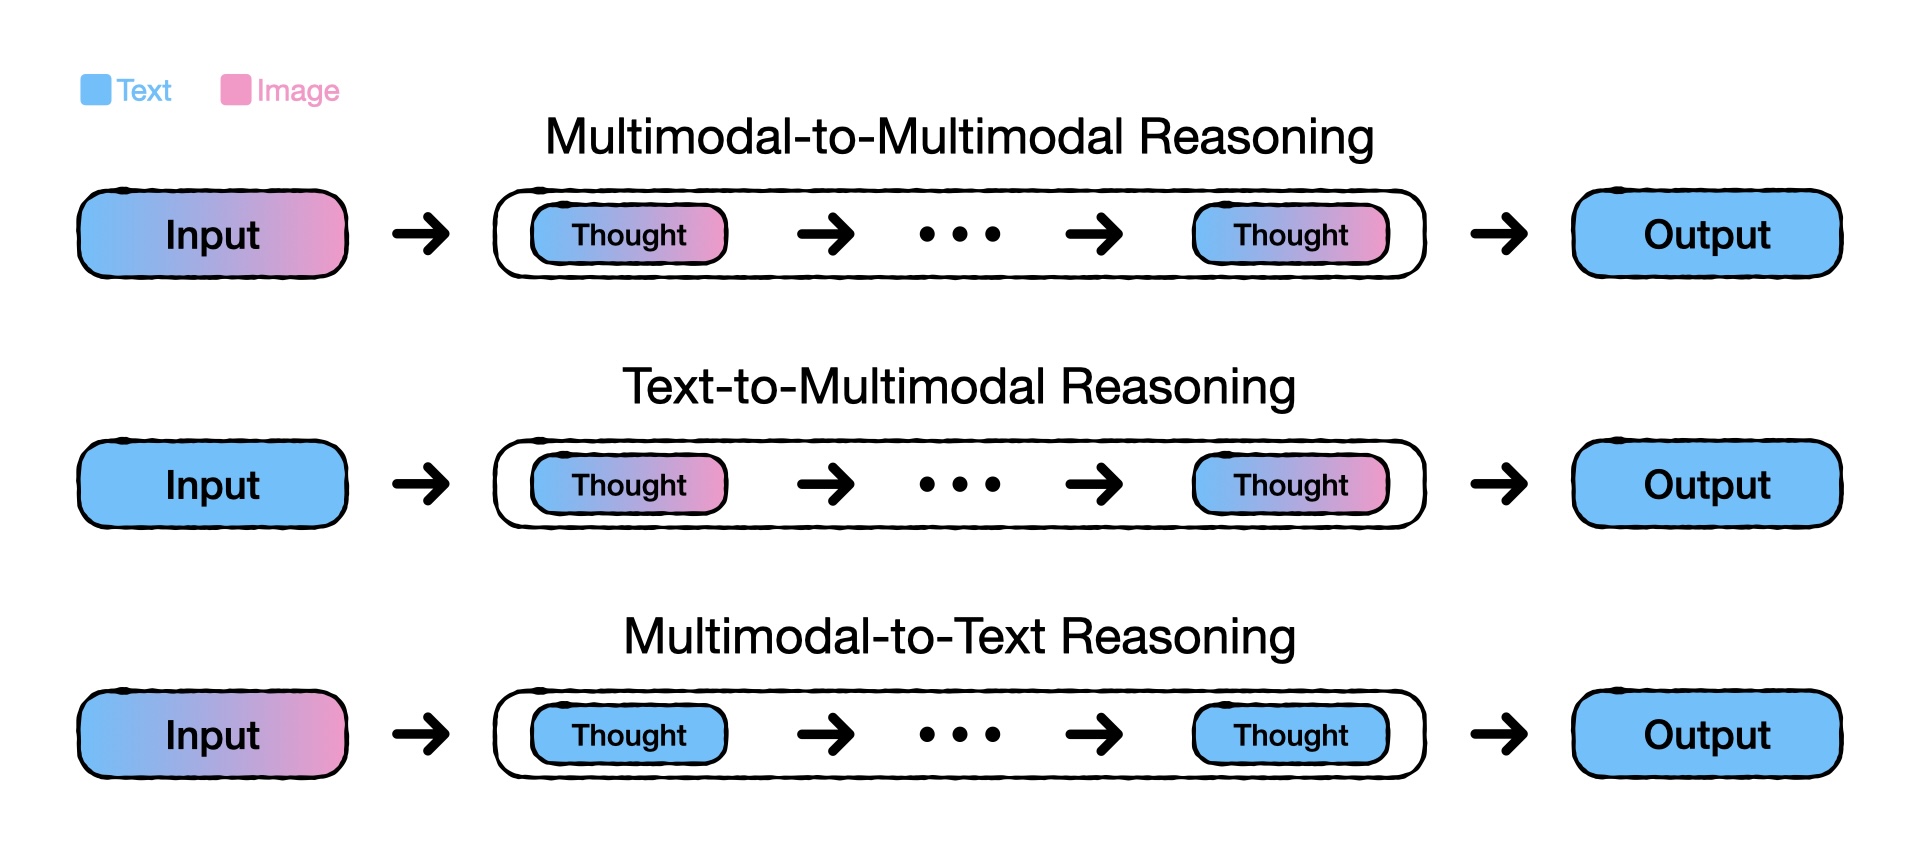 Text Image
Multimodal-to-Multimodal Reasoning
Input Thought Thought Output
Text-to-Multimodal Reasoning
Input Thought Thought Output
Multimodal-to-Text Reasoning
Input Thought Thought Output